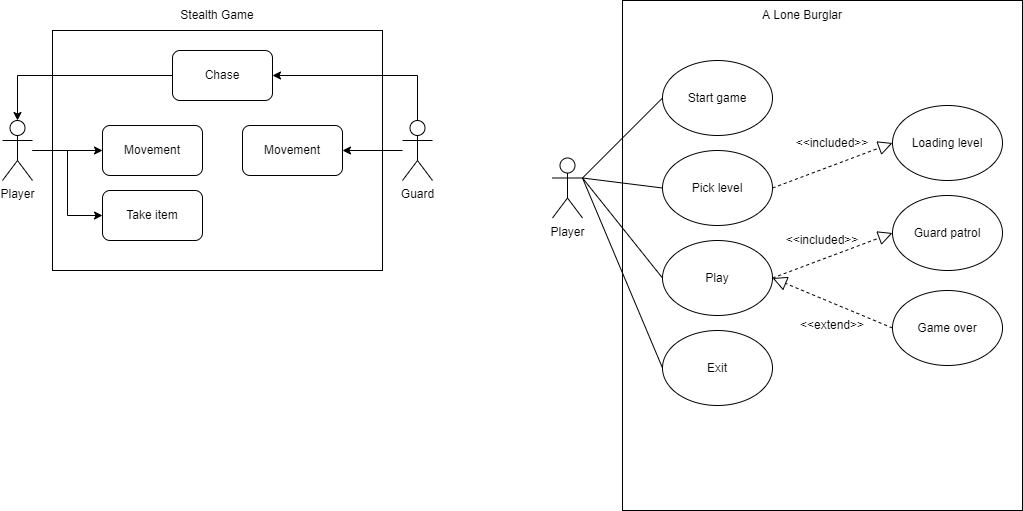 Stealth Game
Chase
Movement
Movement
Take item
Player
Guard
A Lone Burglar
Start game
Pick level
Play
Exit
Player
<<included>>
Loading level
<<included>>
Guard patrol
<<extend>>
Game over